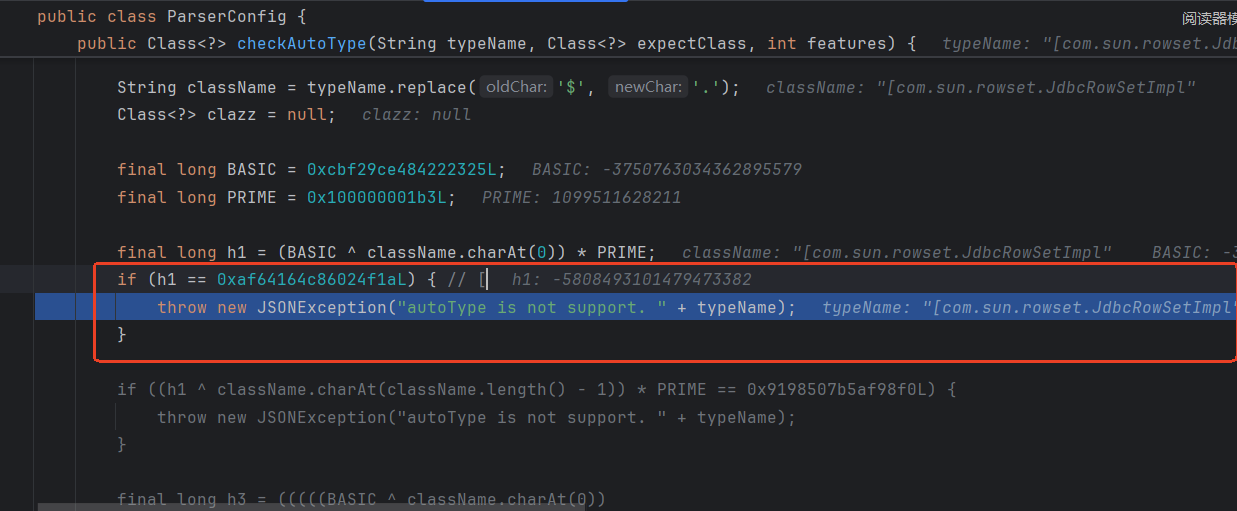 public class ParserConfig {
阅读器模
public Class<?> checkAutoType(String typeName, Class<?> expectClass, int features) { typeName: "[com.sun.rowset.Jdb
String className = typeName.replace( oldChar: '$', newChar: '.'); className: "[com.sun.rowset.JdbcRowSetImpl"
Class<?> clazz = null; clazz: null
final long BASIC = 0xcbf29ce484222325L; BASIC: -3750763034362895579
final long PRIME = 0x100000001b3L; PRIME: 1099511628211
final long h1 = (BASIC ^ className.charAt(0)) * PRIME; className: "[com.sun.rowset.JdbcRowSetImpl" BASIC: -3
if (h1 == 0xaf64164c86024f1aL) { // [ h1: -5808493101479473382
throw new JSONException("autoType is not support. " + typeName); typeName: "[com.sun.rowset.JdbcRowSetImpl"
}
if ((h1 ^ className.charAt(className.length() - 1)) * PRIME == 0x9198507b5af98f0L) {
throw new JSONException("autoType is not support. " + typeName);
}
final long h3 = (((((BASIC ^ className.charAt(0))